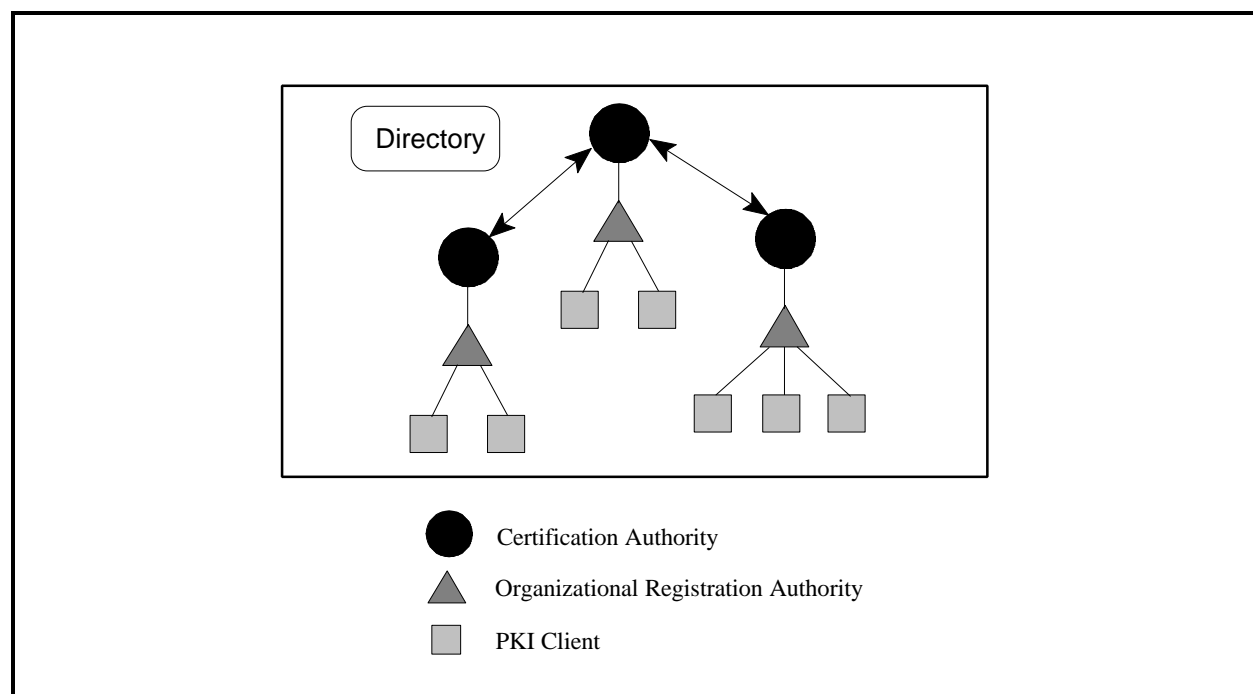 Directory
Certification Authority
Organizational Registration Authority
PKI Client